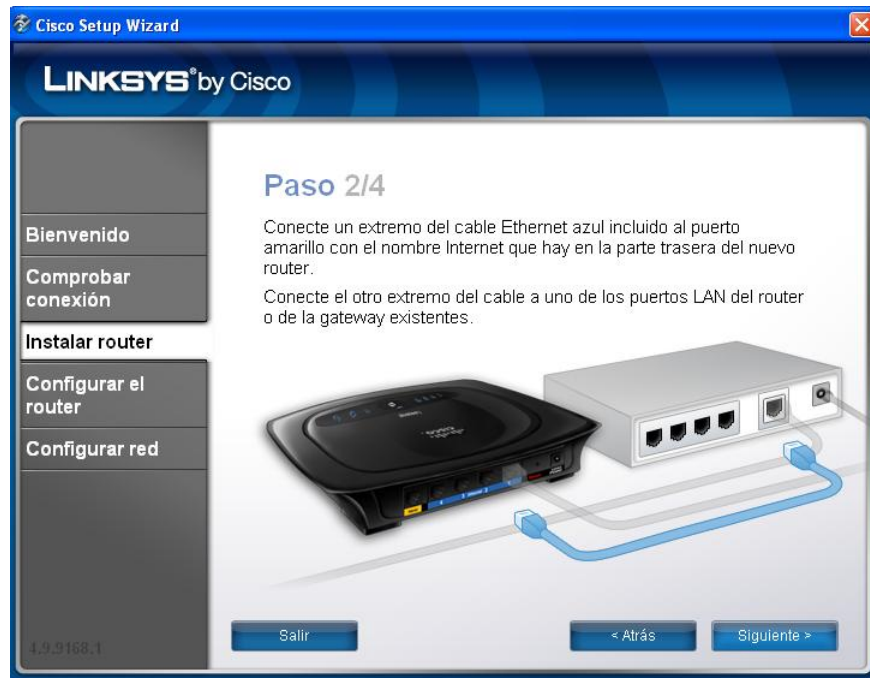 Cisco Setup Wizard
LINKSYS® by Cisco
Bienvenido
Comprobar
conexión
Instalar router
Configurar el
router
Configurar red
4.9.9168.1
Paso 2/4
Conecte un extremo del cable Ethernet azul incluido al puerto
amarillo con el nombre Internet que hay en la parte trasera del nuevo
router.
Conecte el otro extremo del cable a uno de los puertos LAN del router
o de la gateway existentes.
Salir
< Atrás
Siguiente >